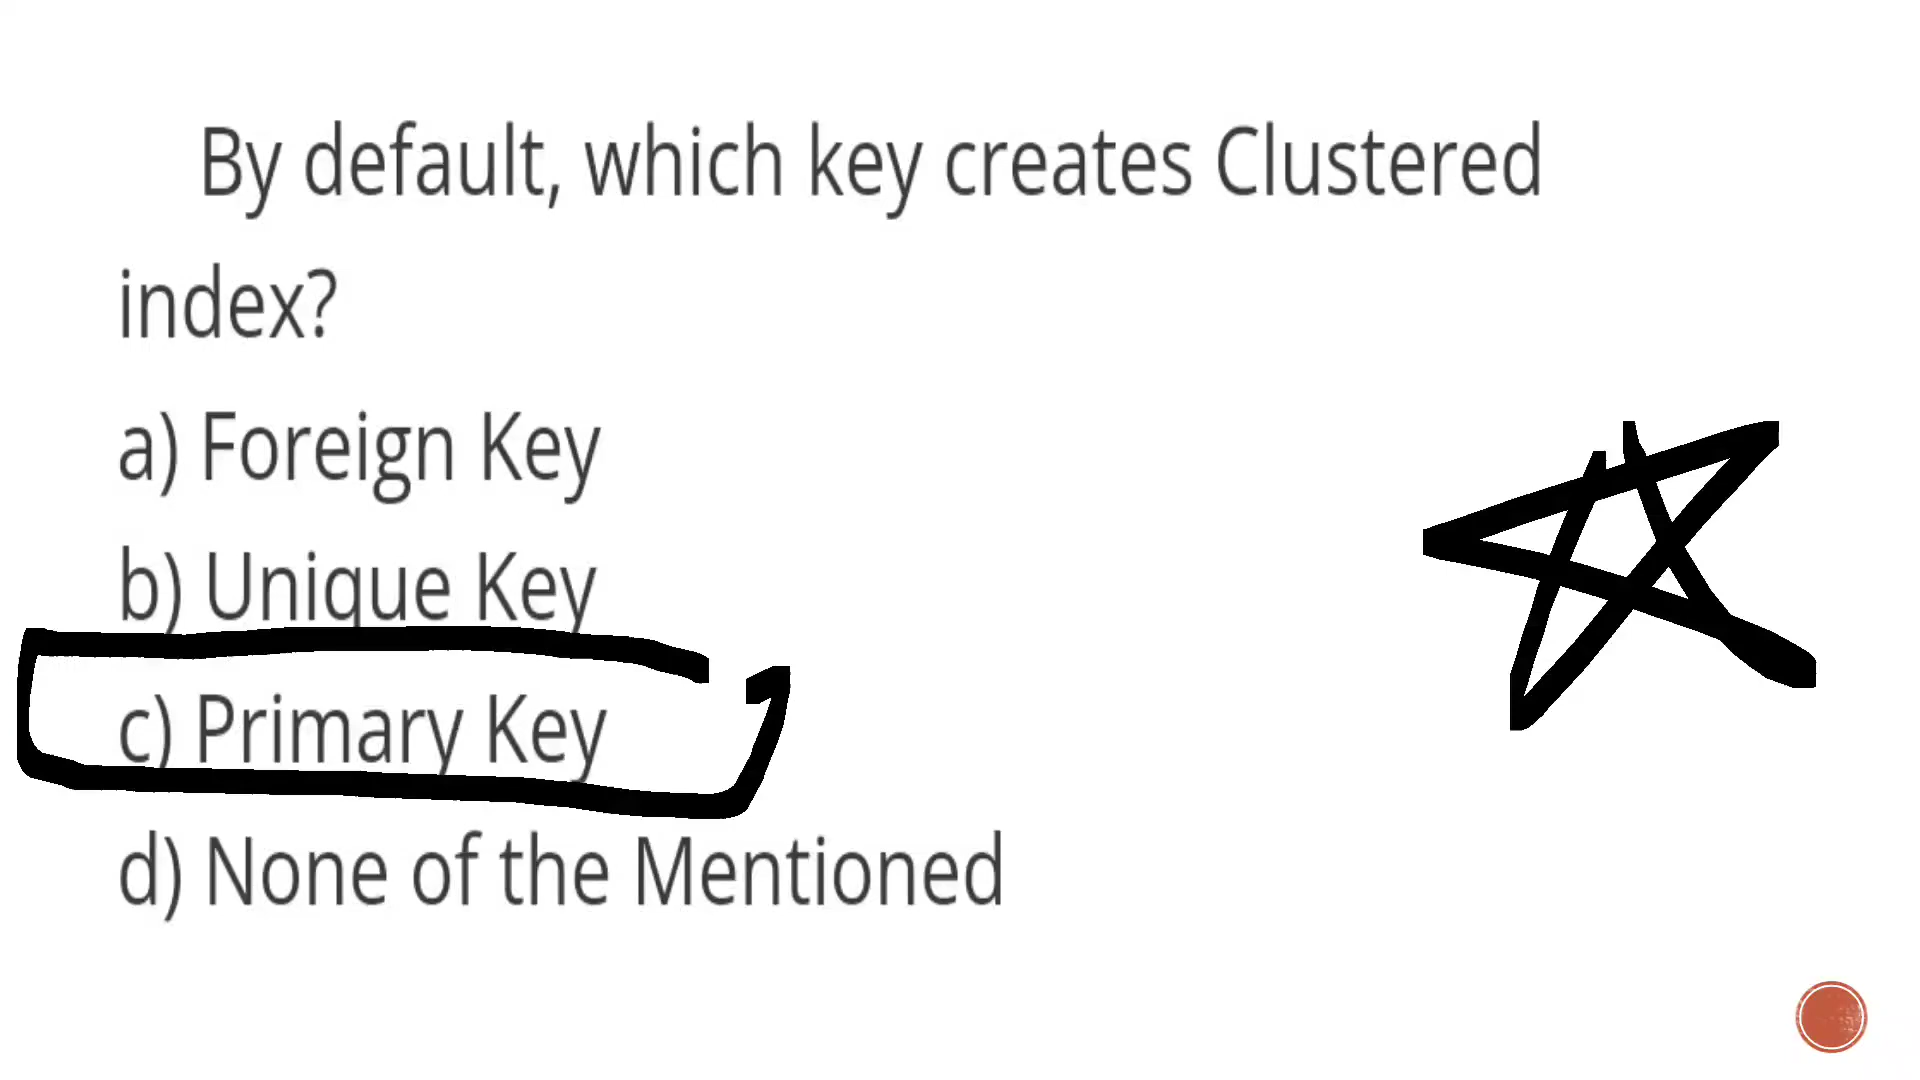 By default, which key creates Clustered
index?
a) Foreign Key
b) Unique Key
c) Primary Key
d) None of the Mentioned